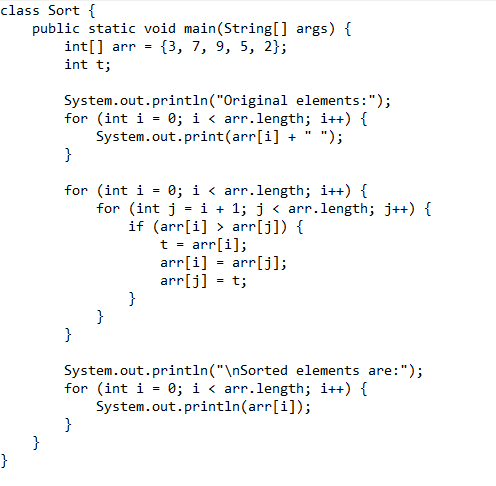 class Sort {
    public static void main(String[] args) {
        int[] arr = {3, 7, 9, 5, 2};
        int t;

        System.out.println("Original elements:");
        for (int i = 0; i < arr.length; i++) {
            System.out.print(arr[i] + " ");
        }

        for (int i = 0; i < arr.length; i++) {
            for (int j = i + 1; j < arr.length; j++) {
                if (arr[i] > arr[j]) {
                    t = arr[i];
                    arr[i] = arr[j];
                    arr[j] = t;
                }
            }
        }

        System.out.println("\nSorted elements are:");
        for (int i = 0; i < arr.length; i++) {
            System.out.println(arr[i]);
        }
    }
}